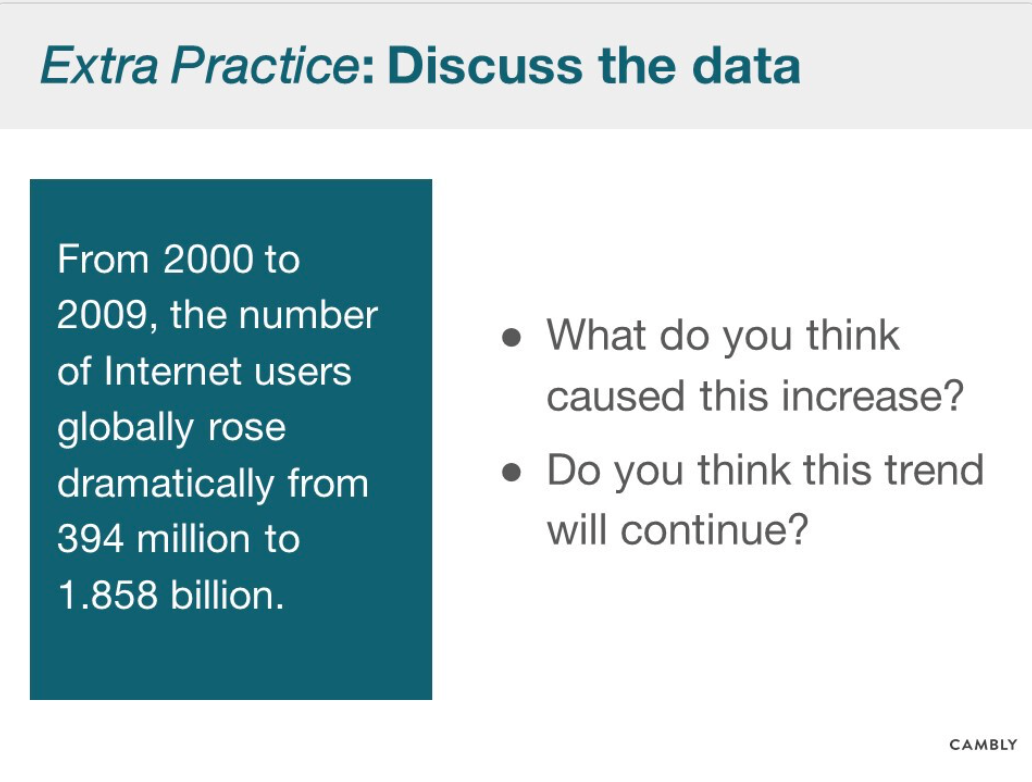 Extra Practice: Discuss the data
From 2000 to
2009, the number
of Internet users
globally rose
dramatically from
394 million to
1.858 billion.
● What do you think
caused this increase?
● Do you think this trend
will continue?
CAMBLY